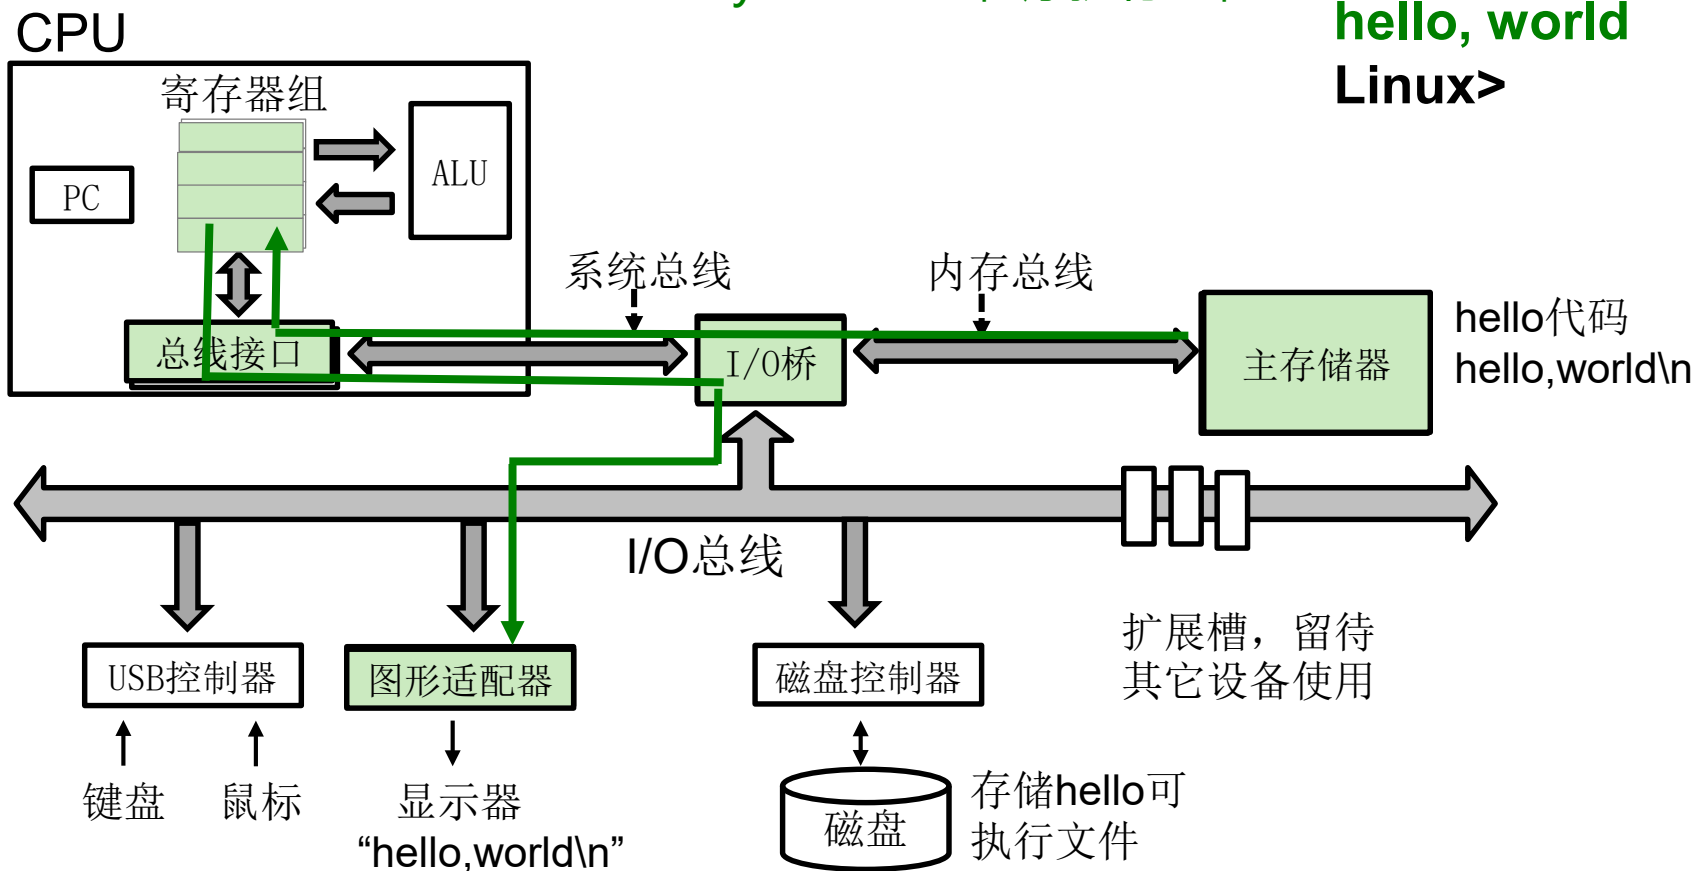 hello, world
CPU
Linux>
寄存器组
PC
ALU
系统总线
内存总线
总线接口
I/O桥
主存储器
hello代码
hello,world\n
I/O总线
扩展槽，留待
其它设备使用
USB控制器
图形适配器
磁盘控制器
键盘
鼠标
显示器
“hello,world\n”
磁盘
存储hello可
执行文件